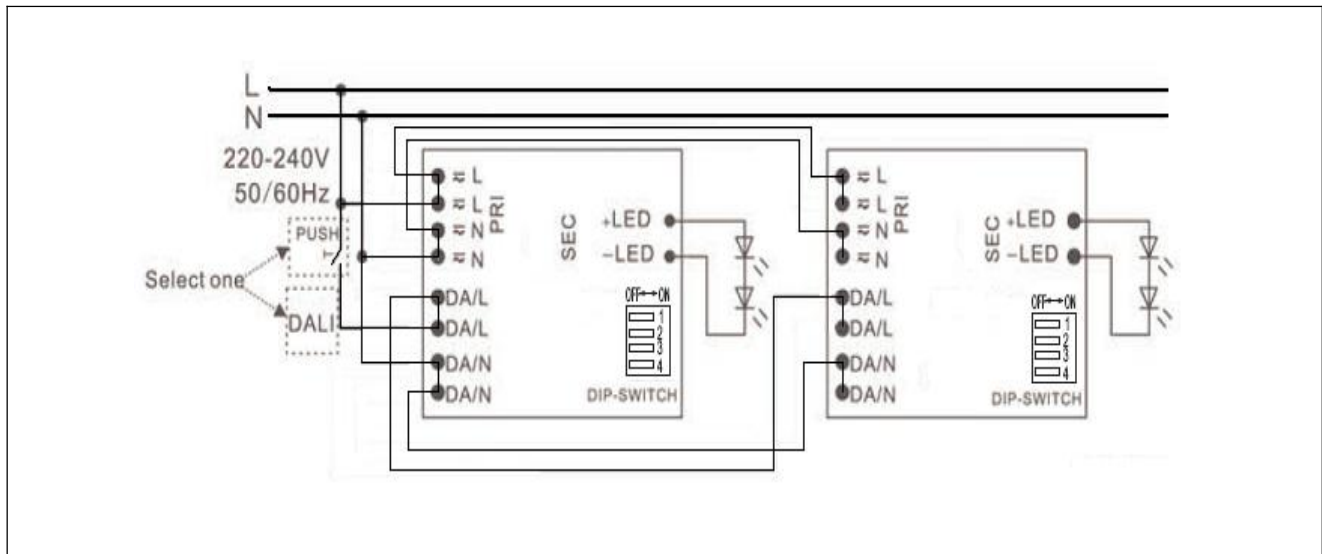 L
N
220-240V
50/60Hz
PUSH
Select one
DALI
≂ L
≂ L
≂ N
≂ N
PRI
SEC
+LED
−LED
DA/L
DA/L
DA/N
DA/N
OFF↔ON
1
2
3
4
DIP-SWITCH
≂ L
≂ L
≂ N
≂ N
PRI
SEC
+LED
−LED
DA/L
DA/L
DA/N
DA/N
OFF↔ON
1
2
3
4
DIP-SWITCH